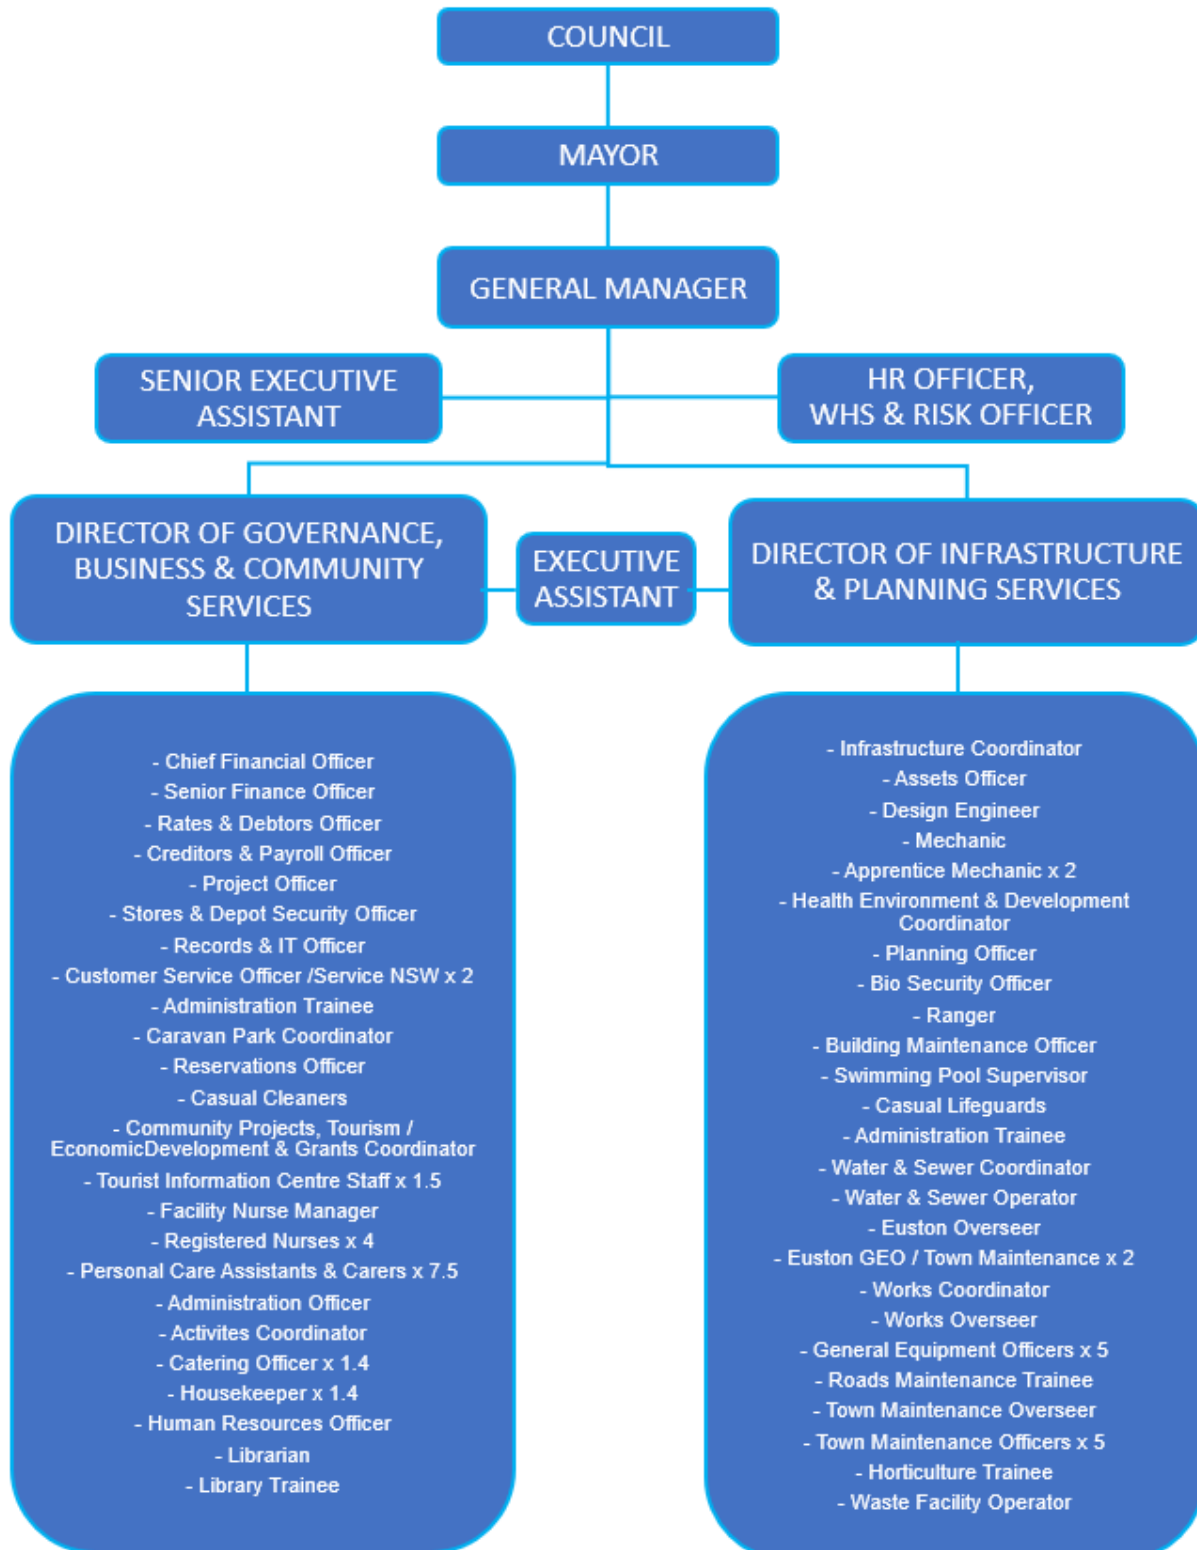 COUNCIL
MAYOR
GENERAL MANAGER
SENIOR EXECUTIVE
ASSISTANT
HR OFFICER,
WHS & RISK OFFICER
DIRECTOR OF GOVERNANCE,
BUSINESS & COMMUNITY
SERVICES
EXECUTIVE
ASSISTANT
DIRECTOR OF INFRASTRUCTURE
& PLANNING SERVICES
- Chief Financial Officer
- Senior Finance Officer
- Rates & Debtors Officer
- Creditors & Payroll Officer
- Project Officer
- Stores & Depot Security Officer
- Records & IT Officer
- Customer Service Officer /Service NSW x 2
- Administration Trainee
- Caravan Park Coordinator
- Reservations Officer
- Casual Cleaners
- Community Projects, Tourism /
EconomicDevelopment & Grants Coordinator
- Tourist Information Centre Staff x 1.5
- Facility Nurse Manager
- Registered Nurses x 4
- Personal Care Assistants & Carers x 7.5
- Administration Officer
- Activites Coordinator
- Catering Officer x 1.4
- Housekeeper x 1.4
- Human Resources Officer
- Librarian
- Library Trainee
- Infrastructure Coordinator
- Assets Officer
- Design Engineer
- Mechanic
- Apprentice Mechanic x 2
- Health Environment & Development
Coordinator
- Planning Officer
- Bio Security Officer
- Ranger
- Building Maintenance Officer
- Swimming Pool Supervisor
- Casual Lifeguards
- Administration Trainee
- Water & Sewer Coordinator
- Water & Sewer Operator
- Euston Overseer
- Euston GEO / Town Maintenance x 2
- Works Coordinator
- Works Overseer
- General Equipment Officers x 5
- Roads Maintenance Trainee
- Town Maintenance Overseer
- Town Maintenance Officers x 5
- Horticulture Trainee
- Waste Facility Operator